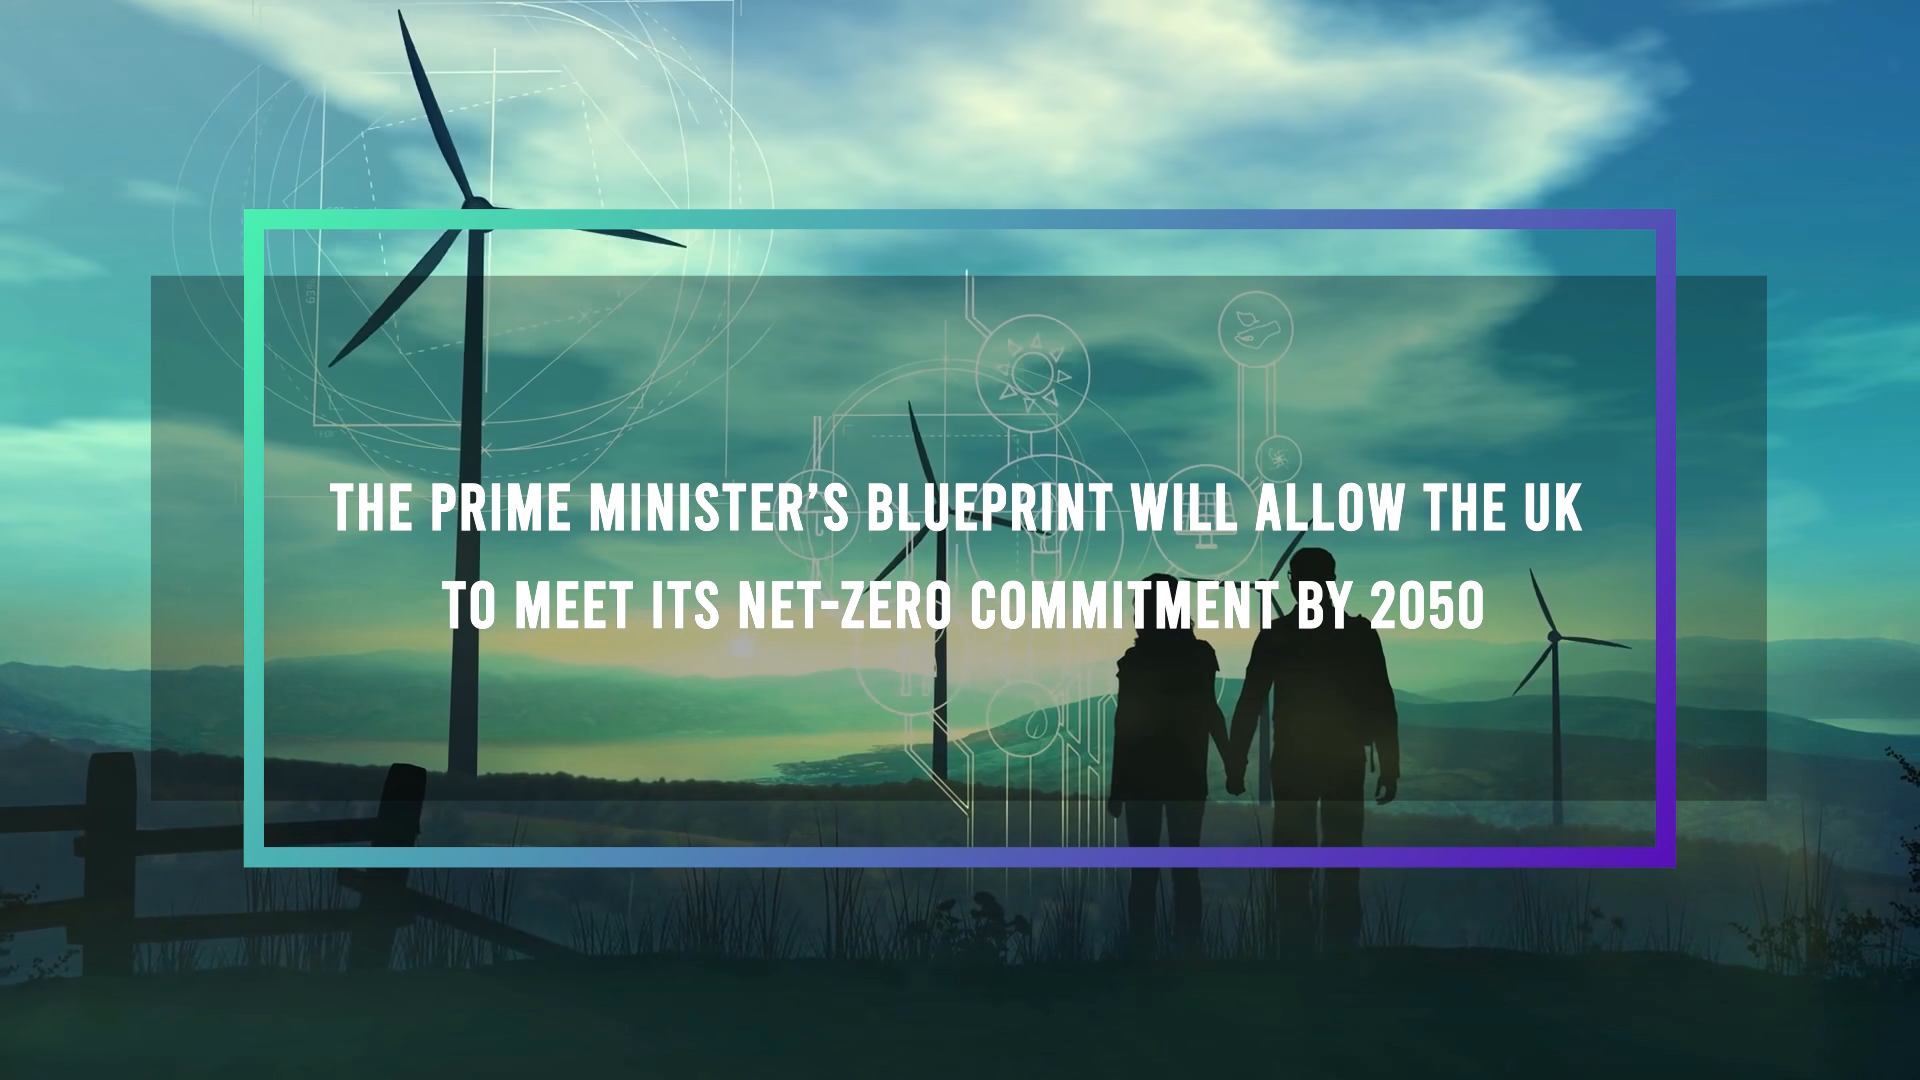 THE PRIME MINISTER’S BLUEPRINT WILL ALLOW THE UK
TO MEET ITS NET-ZERO COMMITMENT BY 2050